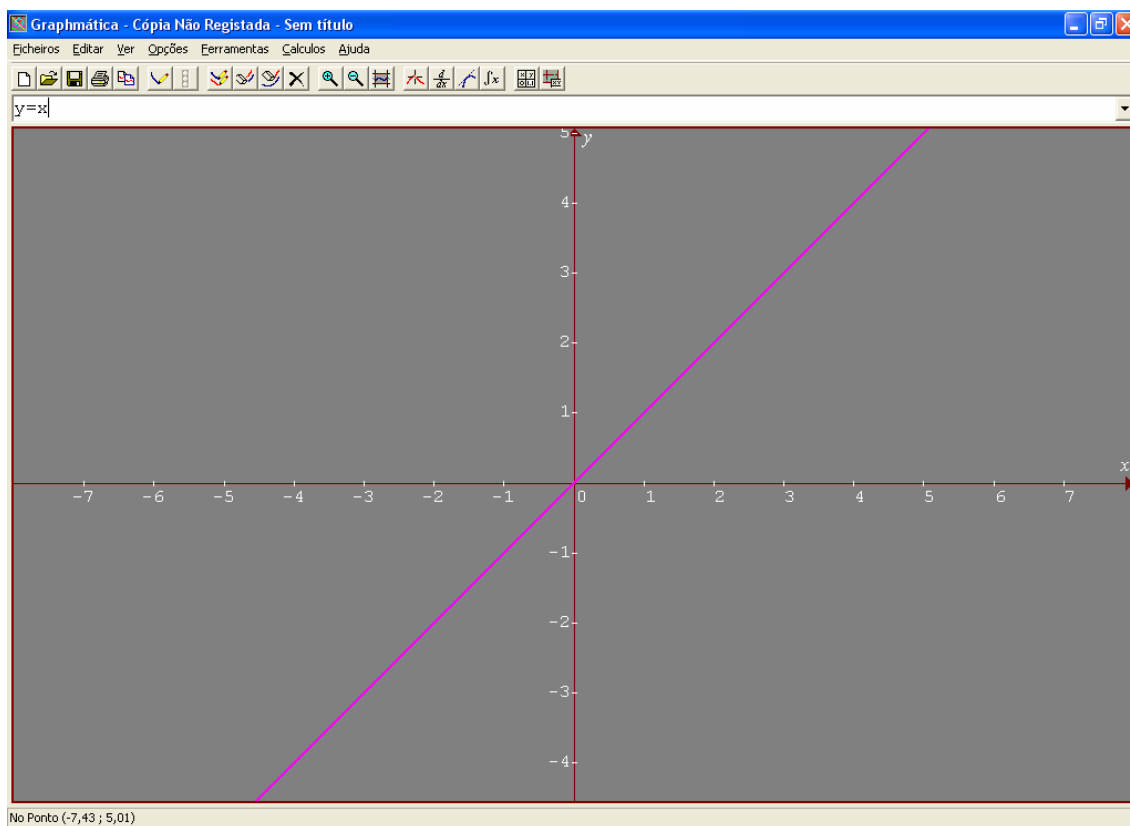 Graphmática - Cópia Não Registada - Sem título
Ficheiros Editar Ver Opções Ferramentas Calculos Ajuda
d/dx ∫x
y=x
5 y
4
3
2
1
x
-7 -6 -5 -4 -3 -2 -1 0 1 2 3 4 5 6 7
-1
-2
-3
-4
No Ponto (-7,43 ; 5,01)